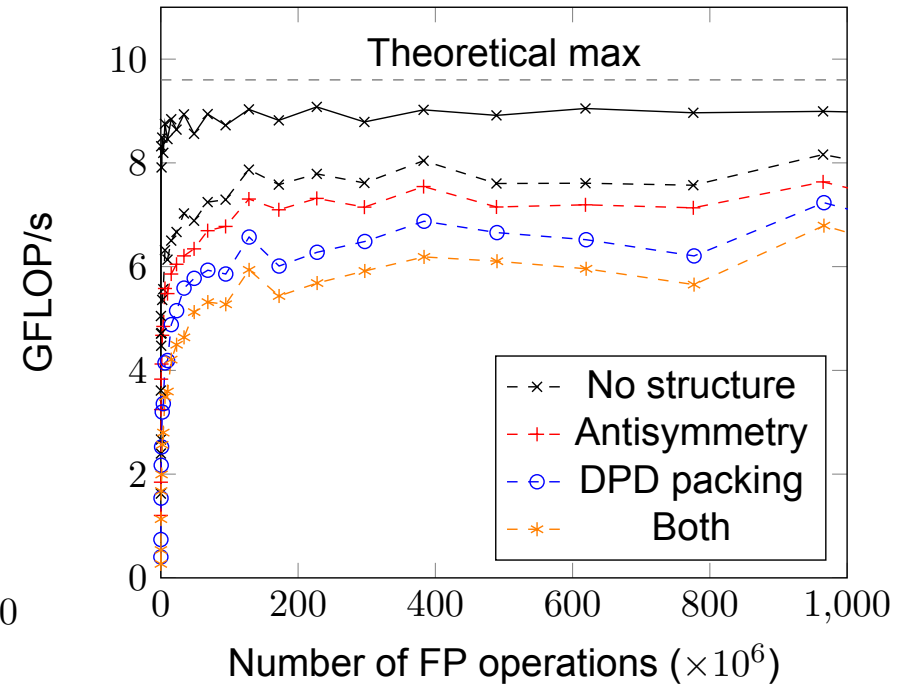 Theoretical max
10
8
6
4
2
0
GFLOP/s
No structure
Antisymmetry
DPD packing
Both
0
0 200 400 600 800 1,000
Number of FP operations (×10⁶)